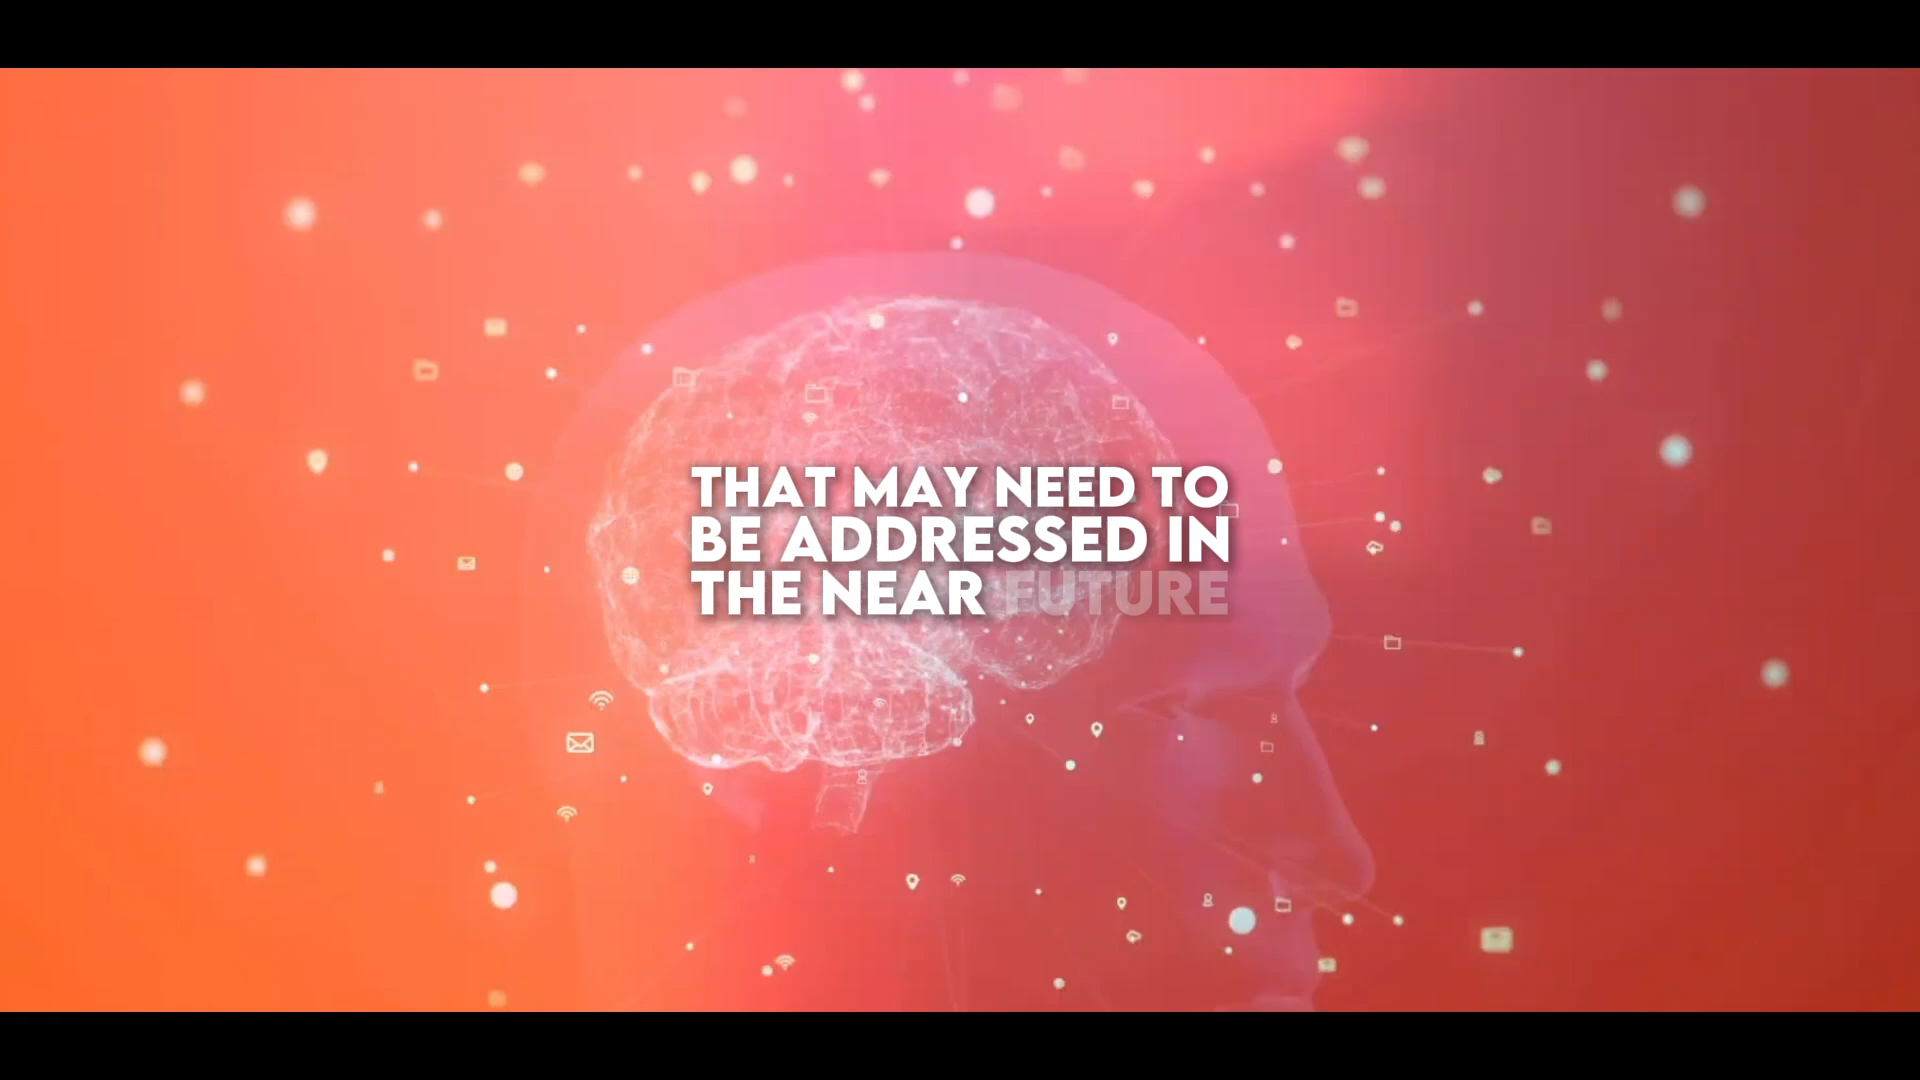 THAT MAY NEED TO
BE ADDRESSED IN
THE NEAR FUTURE